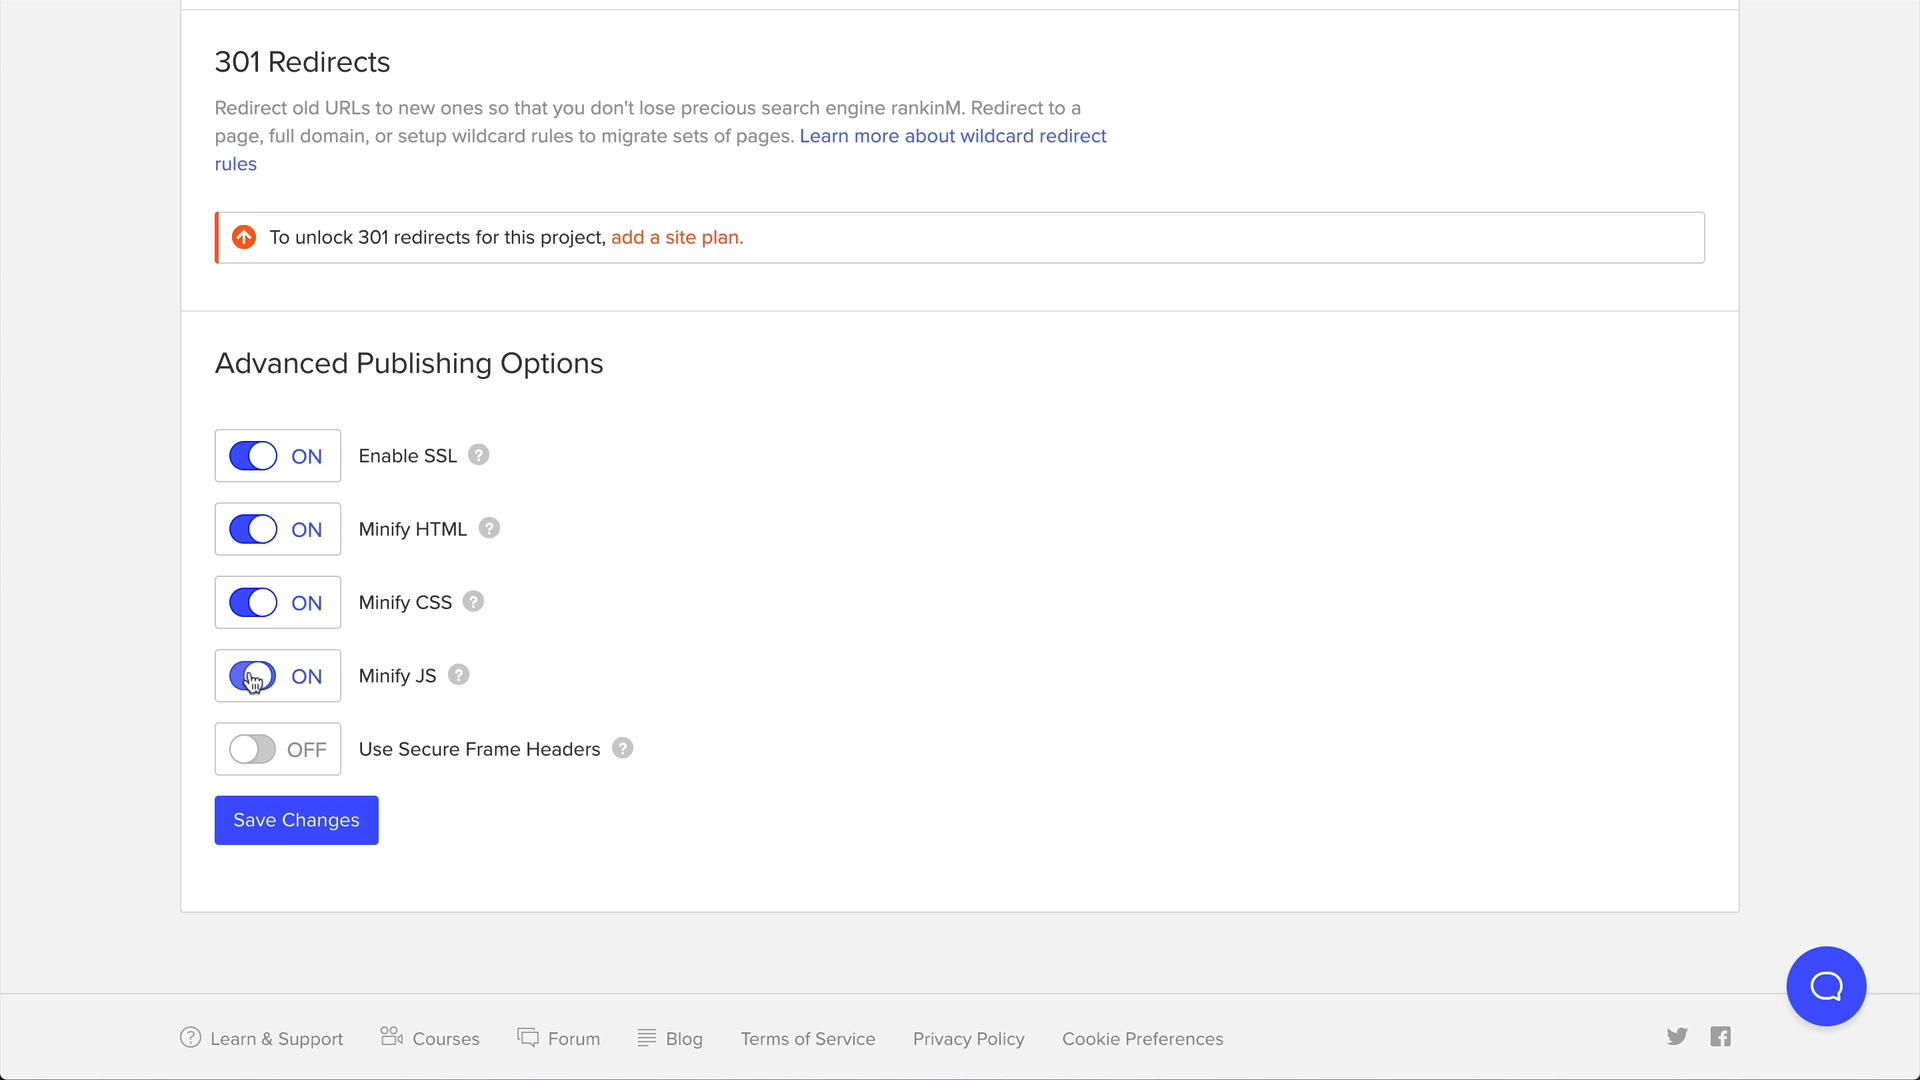 301 Redirects
Redirect old URLs to new ones so that you don't lose precious search engine rankinM. Redirect to a
page, full domain, or setup wildcard rules to migrate sets of pages. Learn more about wildcard redirect
rules
To unlock 301 redirects for this project, add a site plan.
Advanced Publishing Options
ON Enable SSL ?
ON Minify HTML ?
ON Minify CSS ?
ON Minify JS ?
OFF Use Secure Frame Headers ?
Save Changes
? Learn & Support Courses Forum Blog Terms of Service Privacy Policy Cookie Preferences